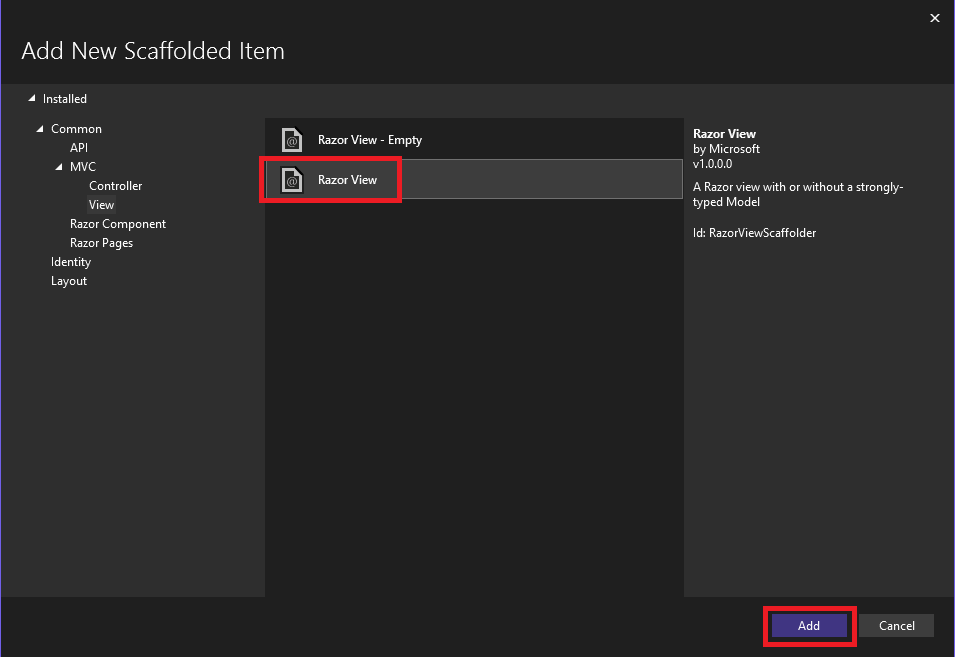 Add New Scaffolded Item
Installed
Common
API
MVC
Controller
View
Razor Component
Razor Pages
Identity
Layout
Razor View - Empty
Razor View
Razor View
by Microsoft
v1.0.0.0
A Razor view with or without a strongly-
typed Model
Id: RazorViewScaffolder
Add
Cancel